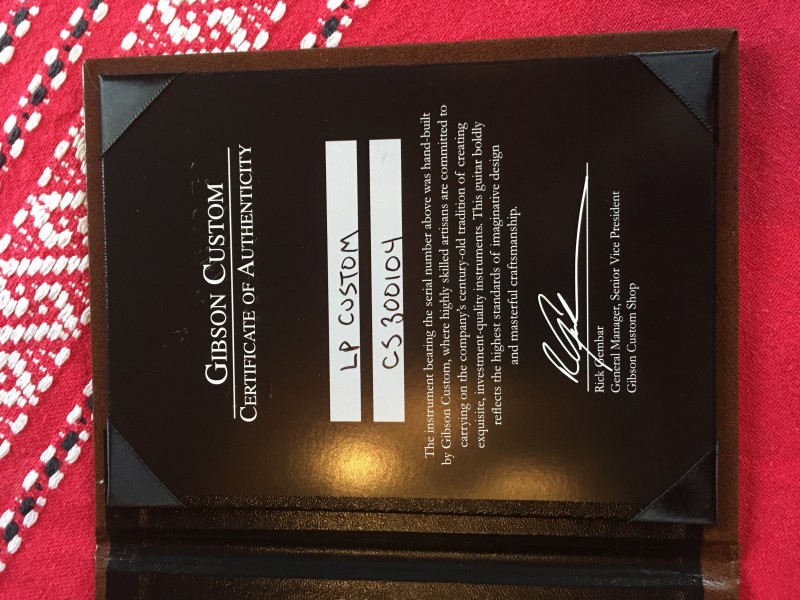 GIBSON CUSTOM
CERTIFICATE OF AUTHENTICITY
LP CUSTOM
CS300104
The instrument bearing the serial number above was hand-built
by Gibson Custom, where highly skilled artisans are committed to
carrying on the company's century-old tradition of creating
exquisite, investment-quality instruments. This guitar boldly
reflects the highest standards of imaginative design
and masterful craftsmanship.
Rick Gembar
General Manager, Senior Vice President
Gibson Custom Shop